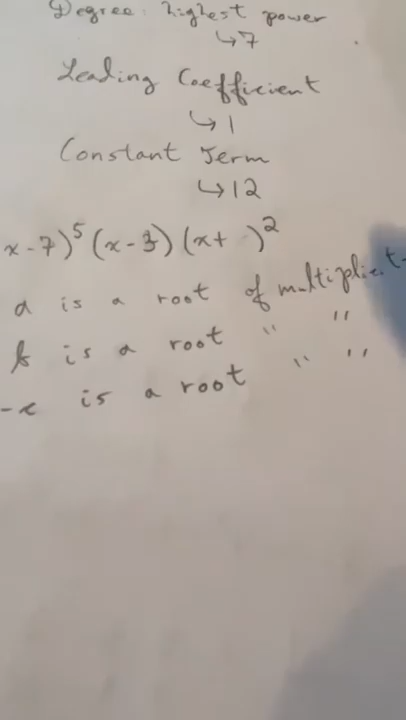 Degree: highest power
↳7
Leading Coefficient
↳1
Constant Term
↳12
x-7)⁵ (x-3) (x+ )²
a is a root of multiplicit
b is a root " "
-c is a root " "